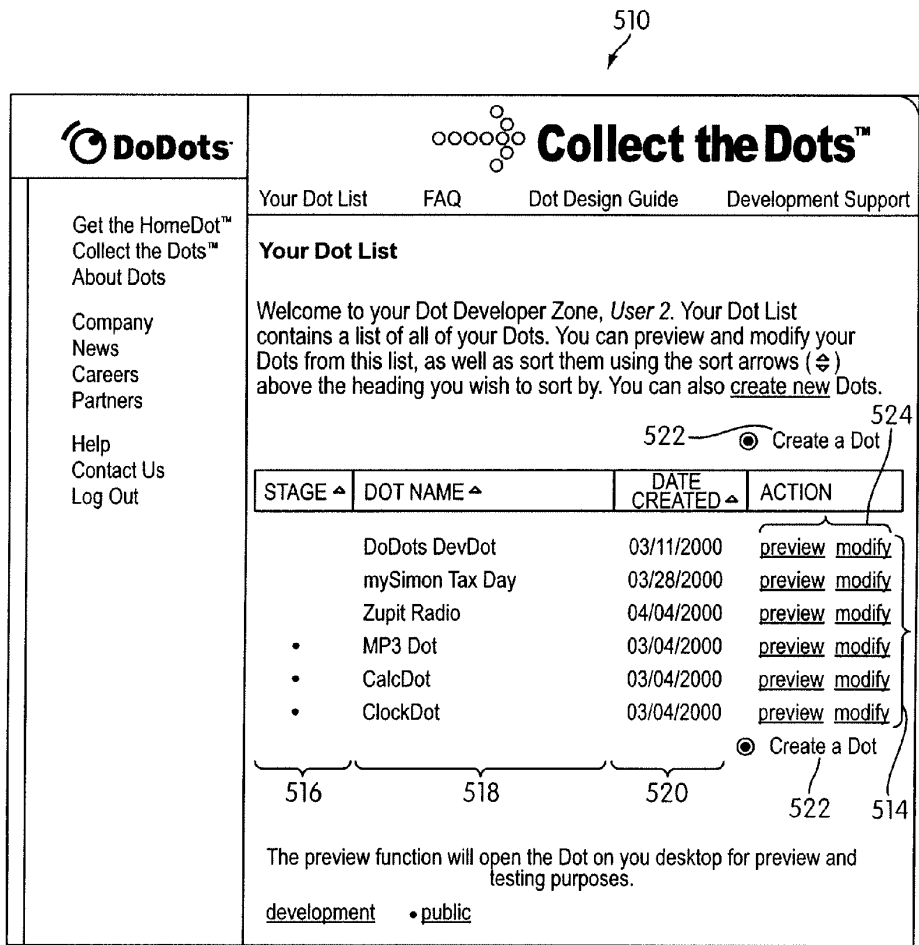 510
DoDots
Collect the Dots™
Your Dot List FAQ Dot Design Guide Development Support
Get the HomeDot™
Collect the Dots™
About Dots
Company
News
Careers
Partners
Help
Contact Us
Log Out
Your Dot List
Welcome to your Dot Developer Zone, User 2. Your Dot List
contains a list of all of your Dots. You can preview and modify your
Dots from this list, as well as sort them using the sort arrows ( )
above the heading you wish to sort by. You can also create new Dots.
524
522 Create a Dot
STAGE DOT NAME DATE CREATED ACTION
DoDots DevDot 03/11/2000 preview modify
mySimon Tax Day 03/28/2000 preview modify
Zupit Radio 04/04/2000 preview modify
• MP3 Dot 03/04/2000 preview modify
• CalcDot 03/04/2000 preview modify
• ClockDot 03/04/2000 preview modify
Create a Dot
516 518 520 522 514
The preview function will open the Dot on you desktop for preview and
testing purposes.
development • public